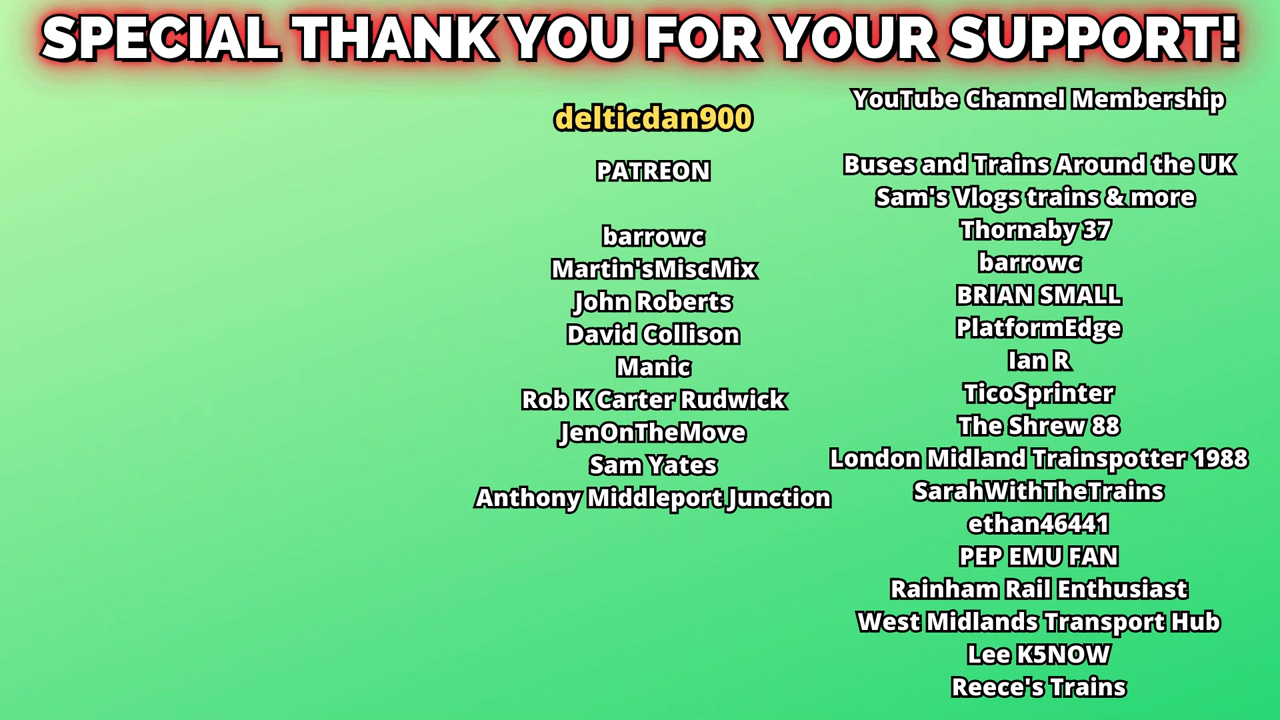 SPECIAL THANK YOU FOR YOUR SUPPORT!
delticdan900
PATREON
barrowc
Martin'sMiscMix
John Roberts
David Collison
Manic
Rob K Carter Rudwick
JenOnTheMove
Sam Yates
Anthony Middleport Junction
YouTube Channel Membership
Buses and Trains Around the UK
Sam's Vlogs trains & more
Thornaby 37
barrowc
BRIAN SMALL
PlatformEdge
Ian R
TicoSprinter
The Shrew 88
London Midland Trainspotter 1988
SarahWithTheTrains
ethan46441
PEP EMU FAN
Rainham Rail Enthusiast
West Midlands Transport Hub
Lee K5NOW
Reece's Trains